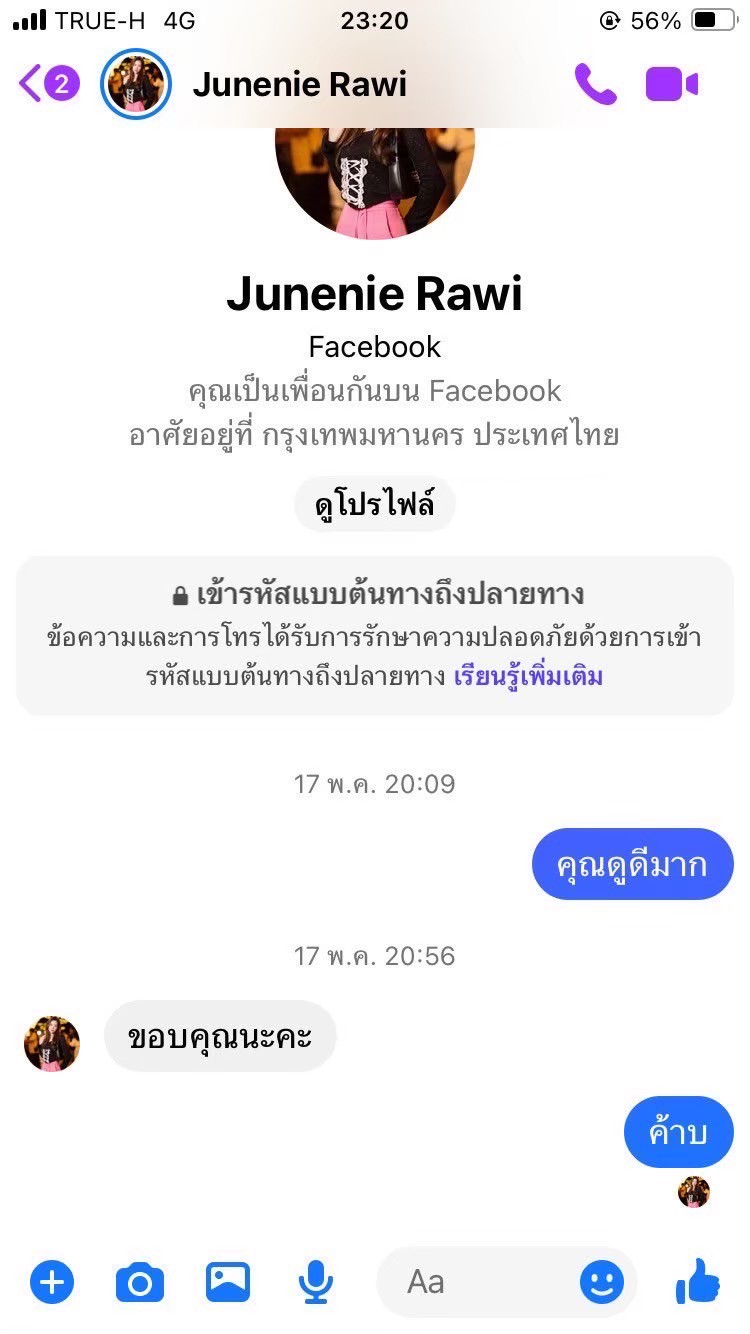 TRUE-H 4G 23:20 56%
2 Junenie Rawi
Junenie Rawi
Facebook
คุณเป็นเพื่อนกันบน Facebook
อาศัยอยู่ที่ กรุงเทพมหานคร ประเทศไทย
ดูโปรไฟล์
เข้ารหัสแบบต้นทางถึงปลายทาง
ข้อความและการโทรได้รับการรักษาความปลอดภัยด้วยการเข้า
รหัสแบบต้นทางถึงปลายทาง เรียนรู้เพิ่มเติม
17 พ.ค. 20:09
คุณดูดีมาก
17 พ.ค. 20:56
ขอบคุณนะคะ
ค้าบ
Aa